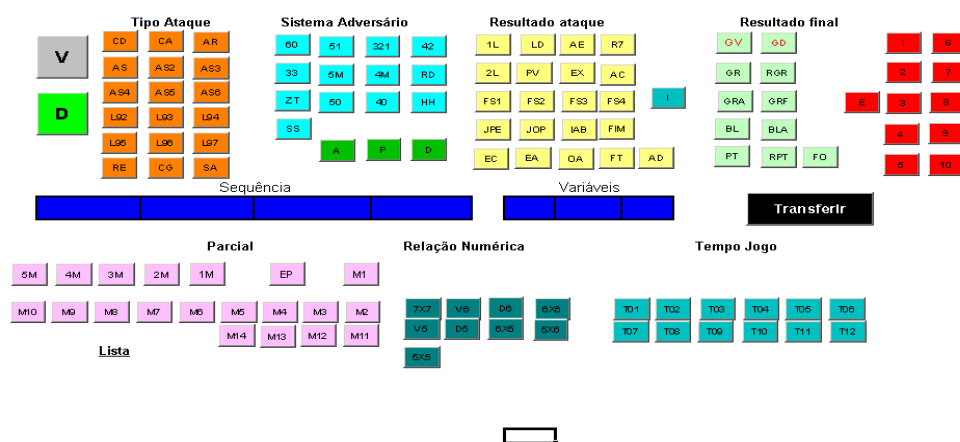 Tipo Ataque Sistema Adversário Resultado ataque Resultado final
V CD CA AR 60 51 321 42 1L LD AE R7 GV GD 1 6
AS AS2 AS3 33 5M 4M RD 2L PV EX AC GR RGR 2 7
D AS4 AS5 AS6 ZT 50 40 HH FS1 FS2 FS3 FS4 I GRA GRF E 3 8
L92 L93 L94 SS JPE JOP IAB FIM BL BLA 4 9
L95 L96 L97 A P D EC EA OA FT AD PT RPT FO 5 10
RE CG SA
Sequência Variáveis
Transferir
Parcial Relação Numérica Tempo Jogo
5M 4M 3M 2M 1M EP M1
M10 M9 M8 M7 M6 M5 M4 M3 M2 7X7 V6 D6 6X6 T01 T02 T03 T04 T05 T06
M14 M13 M12 M11 V5 D5 6X5 5X6 T07 T08 T09 T10 T11 T12
Lista 5X5